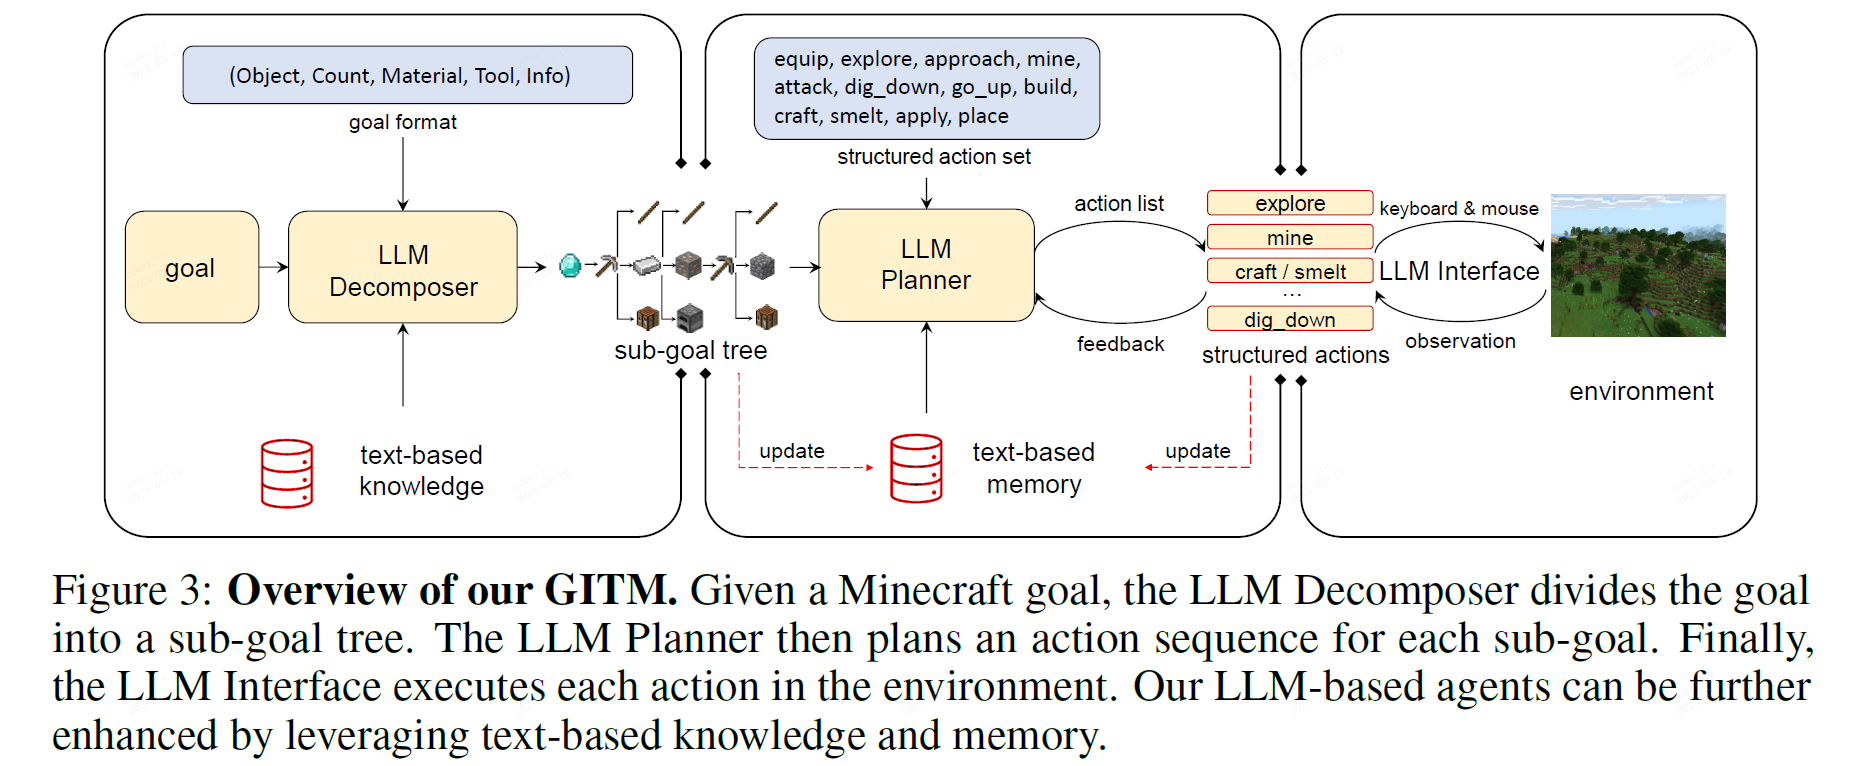 (Object, Count, Material, Tool, Info)
goal format
goal
LLM
Decomposer
text-based
knowledge
sub-goal tree
equip, explore, approach, mine,
attack, dig_down, go_up, build,
craft, smelt, apply, place
structured action set
LLM
Planner
action list
feedback
update
text-based
memory
update
explore
mine
craft / smelt
...
dig_down
structured actions
keyboard & mouse
LLM Interface
observation
environment
Figure 3: Overview of our GITM. Given a Minecraft goal, the LLM Decomposer divides the goal
into a sub-goal tree. The LLM Planner then plans an action sequence for each sub-goal. Finally,
the LLM Interface executes each action in the environment. Our LLM-based agents can be further
enhanced by leveraging text-based knowledge and memory.